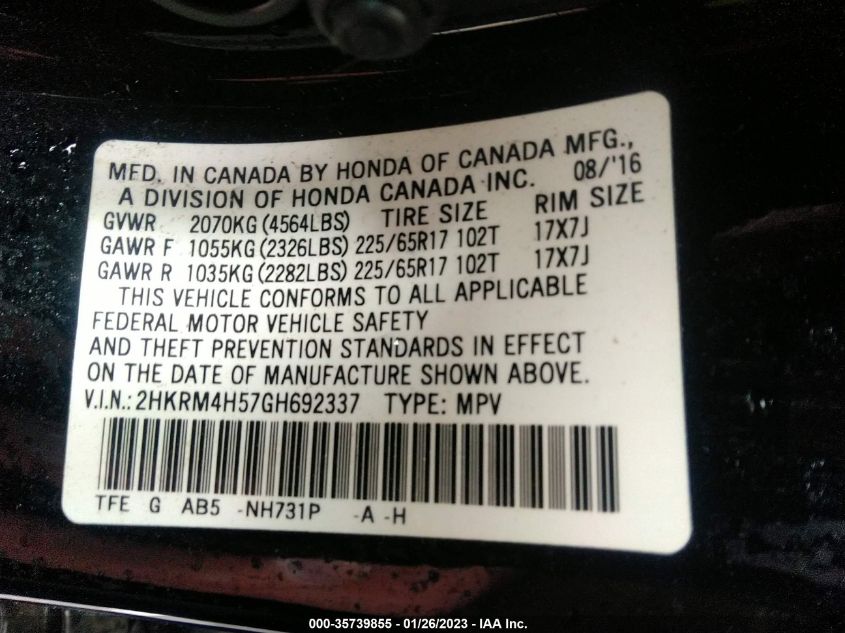 MFD. IN CANADA BY HONDA OF CANADA MFG.,
A DIVISION OF HONDA CANADA INC. 08/'16
GVWR 2070KG (4564LBS) TIRE SIZE RIM SIZE
GAWR F 1055KG (2326LBS) 225/65R17 102T 17X7J
GAWR R 1035KG (2282LBS) 225/65R17 102T 17X7J
THIS VEHICLE CONFORMS TO ALL APPLICABLE
FEDERAL MOTOR VEHICLE SAFETY
AND THEFT PREVENTION STANDARDS IN EFFECT
ON THE DATE OF MANUFACTURE SHOWN ABOVE.
V.I.N.: 2HKRM4H57GH692337 TYPE: MPV
TFE G AB5 -NH731P -A -H
000-35739855 - 01/26/2023 - IAA Inc.